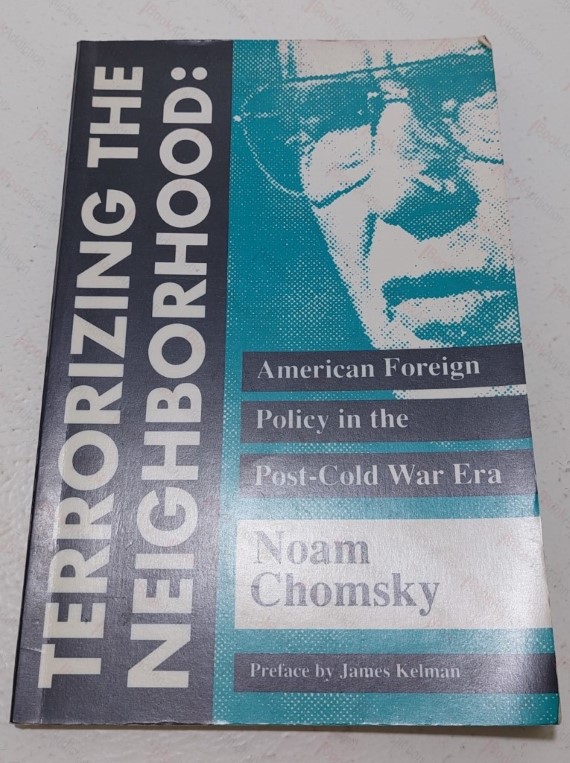 TERRORIZING THE
NEIGHBORHOOD:
American Foreign
Policy in the
Post-Cold War Era
Noam
Chomsky
Preface by James Kelman